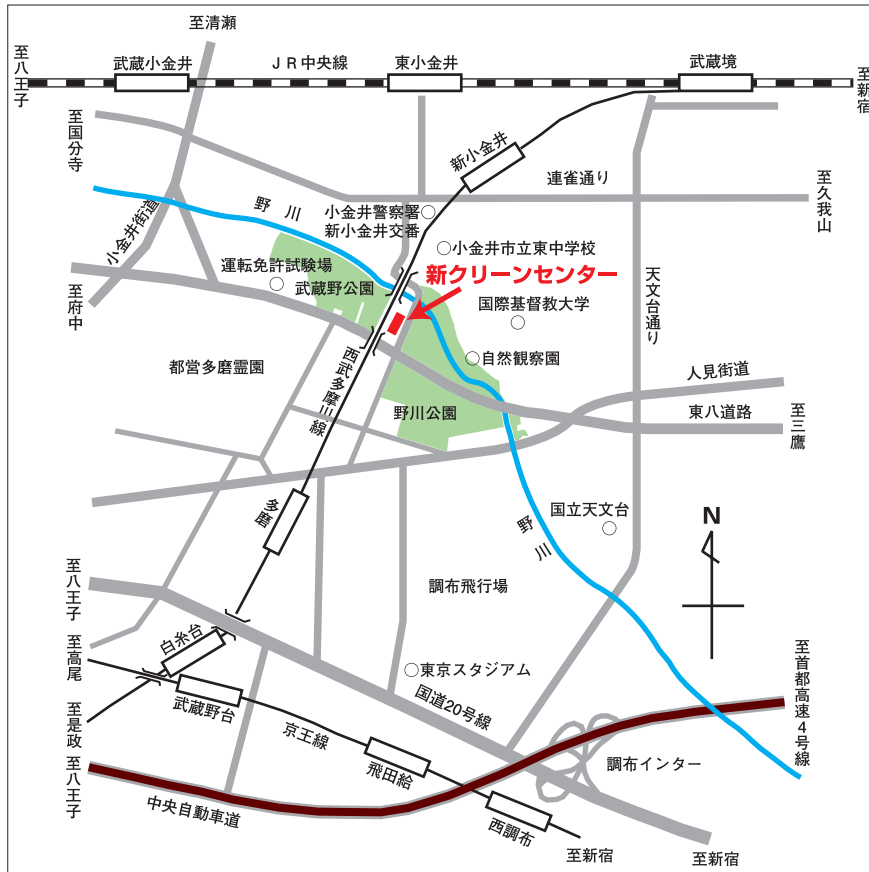 至清瀬
至八王子
武蔵小金井
JR中央線
東小金井
武蔵境
至新宿
至国分寺
新小金井
連雀通り
至久我山
小金井街道
野川
小金井警察署
新小金井交番
小金井市立東中学校
運転免許試験場
武蔵野公園
新クリーンセンター
国際基督教大学
天文台通り
至府中
都営多磨霊園
西武多摩川線
自然観察園
人見街道
野川公園
東八道路
至三鷹
多磨
国立天文台
野川
N
至八王子
調布飛行場
白糸台
至高尾
東京スタジアム
国道20号線
至首都高速4号線
武蔵野台
至是政
京王線
飛田給
調布インター
至八王子
中央自動車道
西調布
至新宿
至新宿